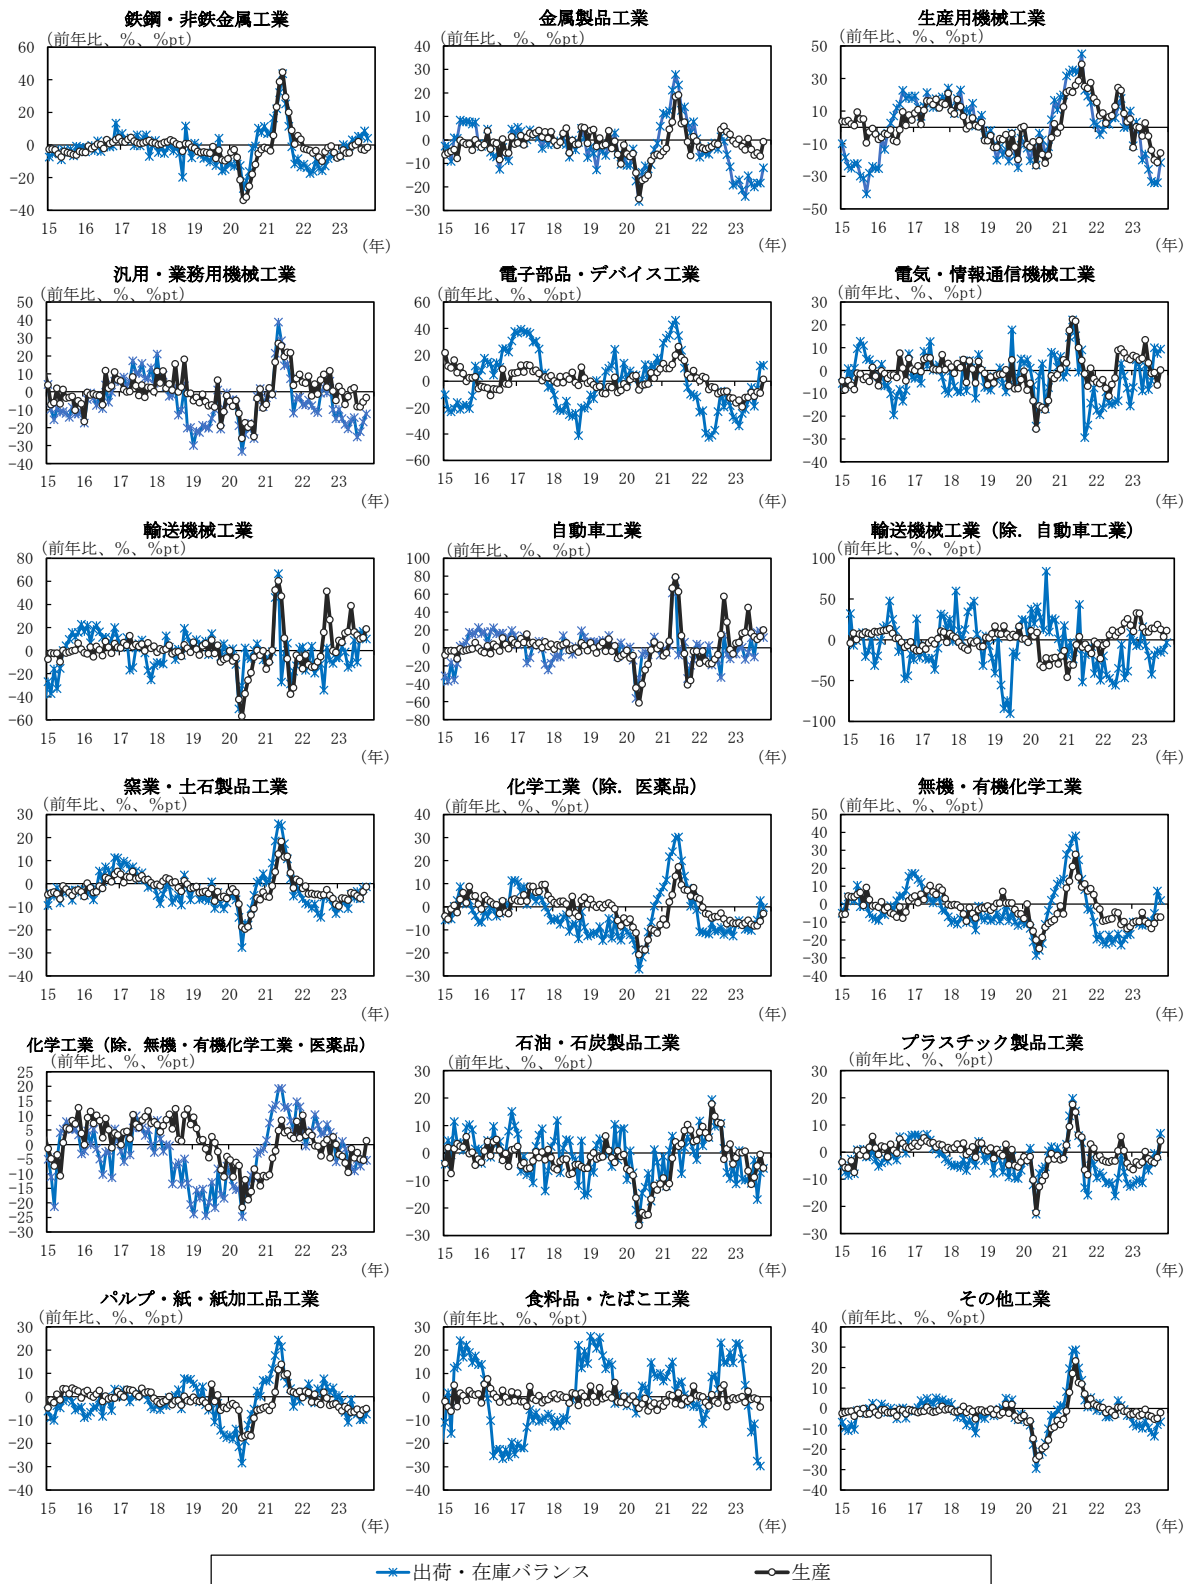 鉄鋼・非鉄金属工業
(前年比、%、%pt)
60
40
20
0
−20
−40
15 16 17 18 19 20 21 22 23
(年)
金属製品工業
(前年比、%、%pt)
40
30
20
10
0
−10
−20
−30
15 16 17 18 19 20 21 22 23
(年)
生産用機械工業
(前年比、%、%pt)
50
30
10
−10
−30
−50
15 16 17 18 19 20 21 22 23
(年)
汎用・業務用機械工業
(前年比、%、%pt)
50
40
30
20
10
0
−10
−20
−30
−40
15 16 17 18 19 20 21 22 23
(年)
電子部品・デバイス工業
(前年比、%、%pt)
60
40
20
0
−20
−40
−60
15 16 17 18 19 20 21 22 23
(年)
電気・情報通信機械工業
(前年比、%、%pt)
30
20
10
0
−10
−20
−30
−40
15 16 17 18 19 20 21 22 23
(年)
輸送機械工業
(前年比、%、%pt)
80
60
40
20
0
−20
−40
−60
15 16 17 18 19 20 21 22 23
(年)
自動車工業
(前年比、%、%pt)
100
80
60
40
20
0
−20
−40
−60
−80
15 16 17 18 19 20 21 22 23
(年)
輸送機械工業（除．自動車工業）
(前年比、%、%pt)
100
50
0
−50
−100
15 16 17 18 19 20 21 22 23
(年)
窯業・土石製品工業
(前年比、%、%pt)
30
20
10
0
−10
−20
−30
−40
15 16 17 18 19 20 21 22 23
(年)
化学工業（除．医薬品）
(前年比、%、%pt)
40
30
20
10
0
−10
−20
−30
15 16 17 18 19 20 21 22 23
(年)
無機・有機化学工業
(前年比、%、%pt)
50
40
30
20
10
0
−10
−20
−30
−40
15 16 17 18 19 20 21 22 23
(年)
化学工業（除．無機・有機化学工業・医薬品）
(前年比、%、%pt)
25
20
15
10
5
0
−5
−10
−15
−20
−25
−30
15 16 17 18 19 20 21 22 23
(年)
石油・石炭製品工業
(前年比、%、%pt)
30
20
10
0
−10
−20
−30
15 16 17 18 19 20 21 22 23
(年)
プラスチック製品工業
(前年比、%、%pt)
30
20
10
0
−10
−20
−30
15 16 17 18 19 20 21 22 23
(年)
パルプ・紙・紙加工品工業
(前年比、%、%pt)
30
20
10
0
−10
−20
−30
−40
15 16 17 18 19 20 21 22 23
(年)
食料品・たばこ工業
(前年比、%、%pt)
30
20
10
0
−10
−20
−30
−40
15 16 17 18 19 20 21 22 23
(年)
その他工業
(前年比、%、%pt)
40
30
20
10
0
−10
−20
−30
−40
15 16 17 18 19 20 21 22 23
(年)
出荷・在庫バランス 生産